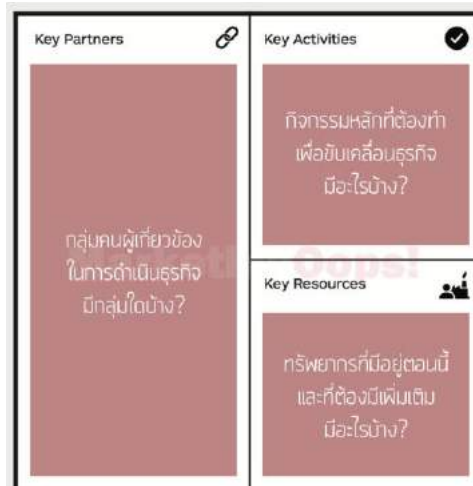 Key Partners
กลุ่มคนผู้เกี่ยวข้อง
ในการดำเนินธุรกิจ
มีกลุ่มใดบ้าง?
Key Activities
กิจกรรมหลักที่ต้องทำ
เพื่อขับเคลื่อนธุรกิจ
มีอะไรบ้าง?
Key Resources
ทรัพยากรที่มีอยู่ตอนนี้
และที่ต้องมีเพิ่มเติม
มีอะไรบ้าง?
Oops!